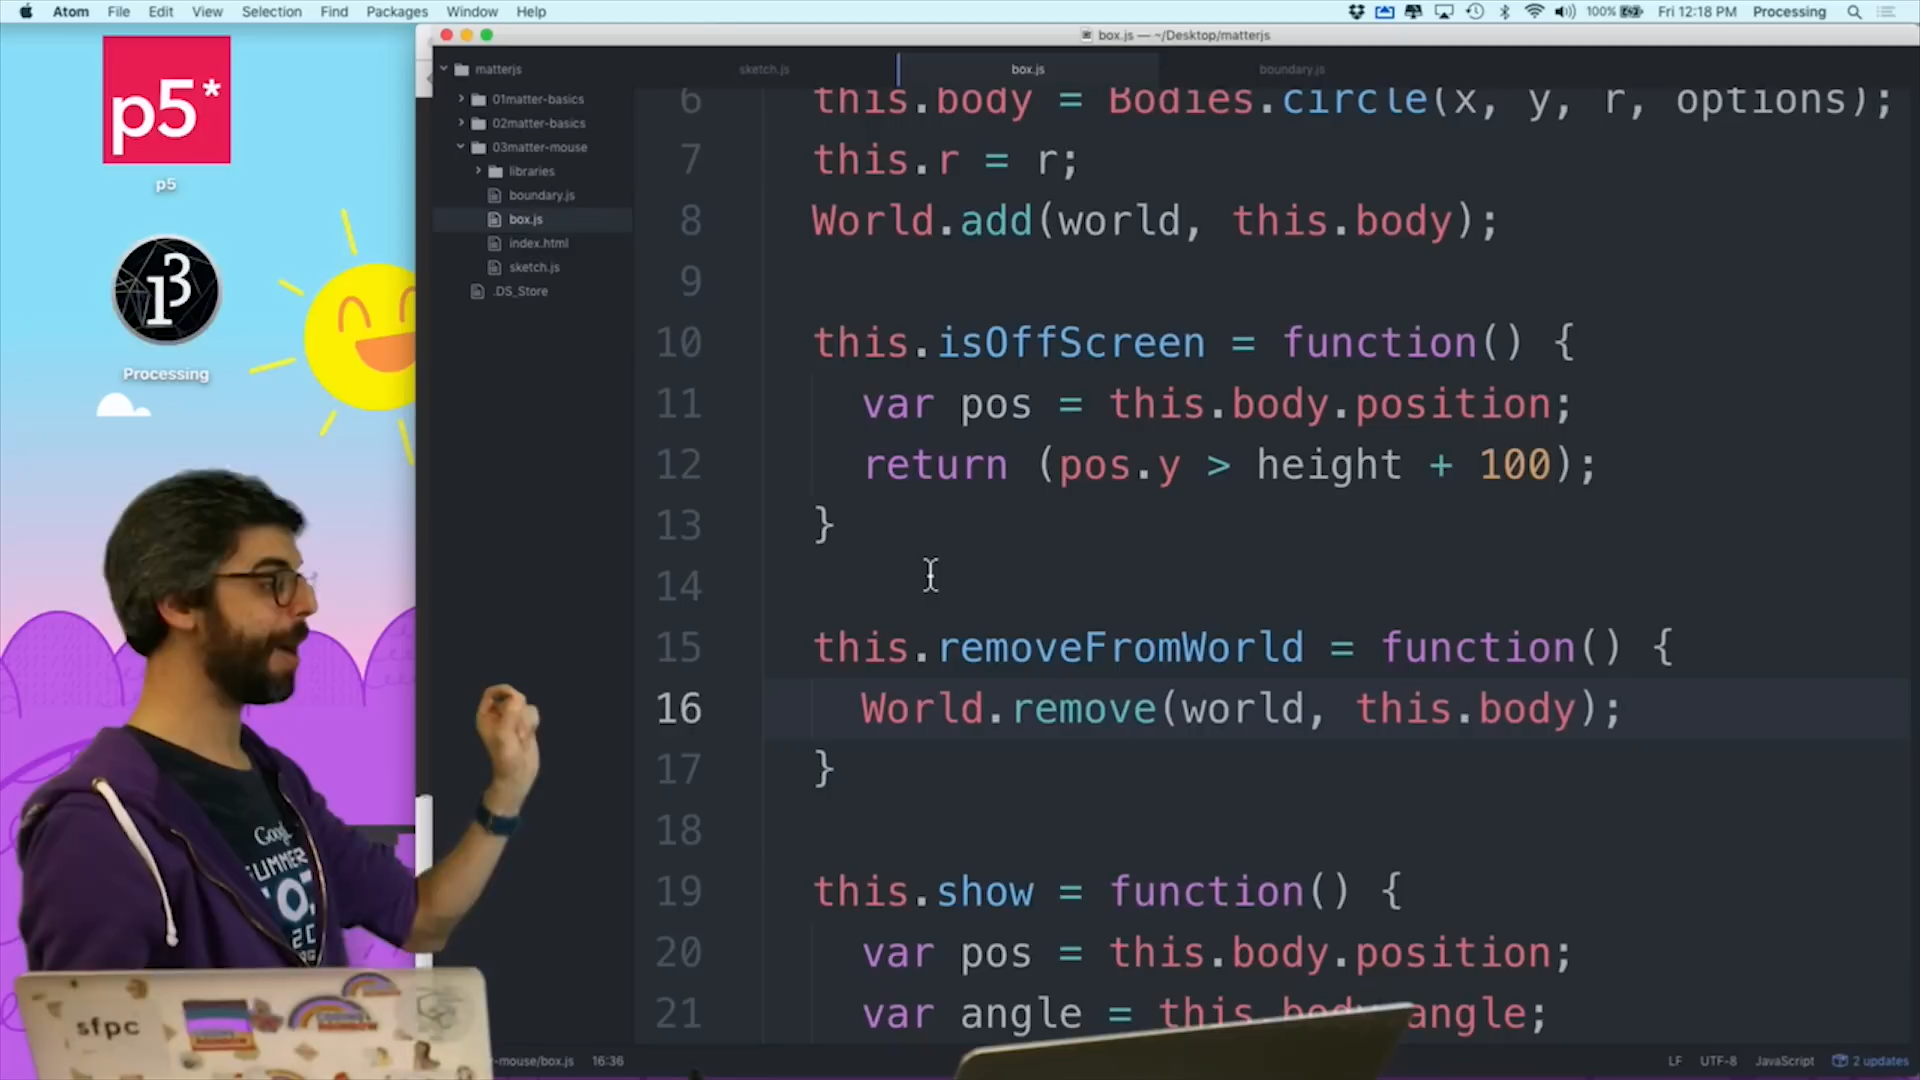 Atom File Edit View Selection Find Packages Window Help
100% Fri 12:18 PM Processing
box.js — ~/Desktop/matterjs
p5*
p5
Processing
matterjs
01matter-basics
02matter-basics
03matter-mouse
libraries
boundary.js
box.js
index.html
sketch.js
.DS_Store
sketch.js box.js boundary.js
6 this.body = Bodies.circle(x, y, r, options);
7 this.r = r;
8 World.add(world, this.body);
9
10 this.isOffScreen = function() {
11 var pos = this.body.position;
12 return (pos.y > height + 100);
13 }
14
15 this.removeFromWorld = function() {
16 World.remove(world, this.body);
17 }
18
19 this.show = function() {
20 var pos = this.body.position;
21 var angle = this.body.angle;
-mouse/box.js 16:36
LF UTF-8 JavaScript 2 updates
sfpc